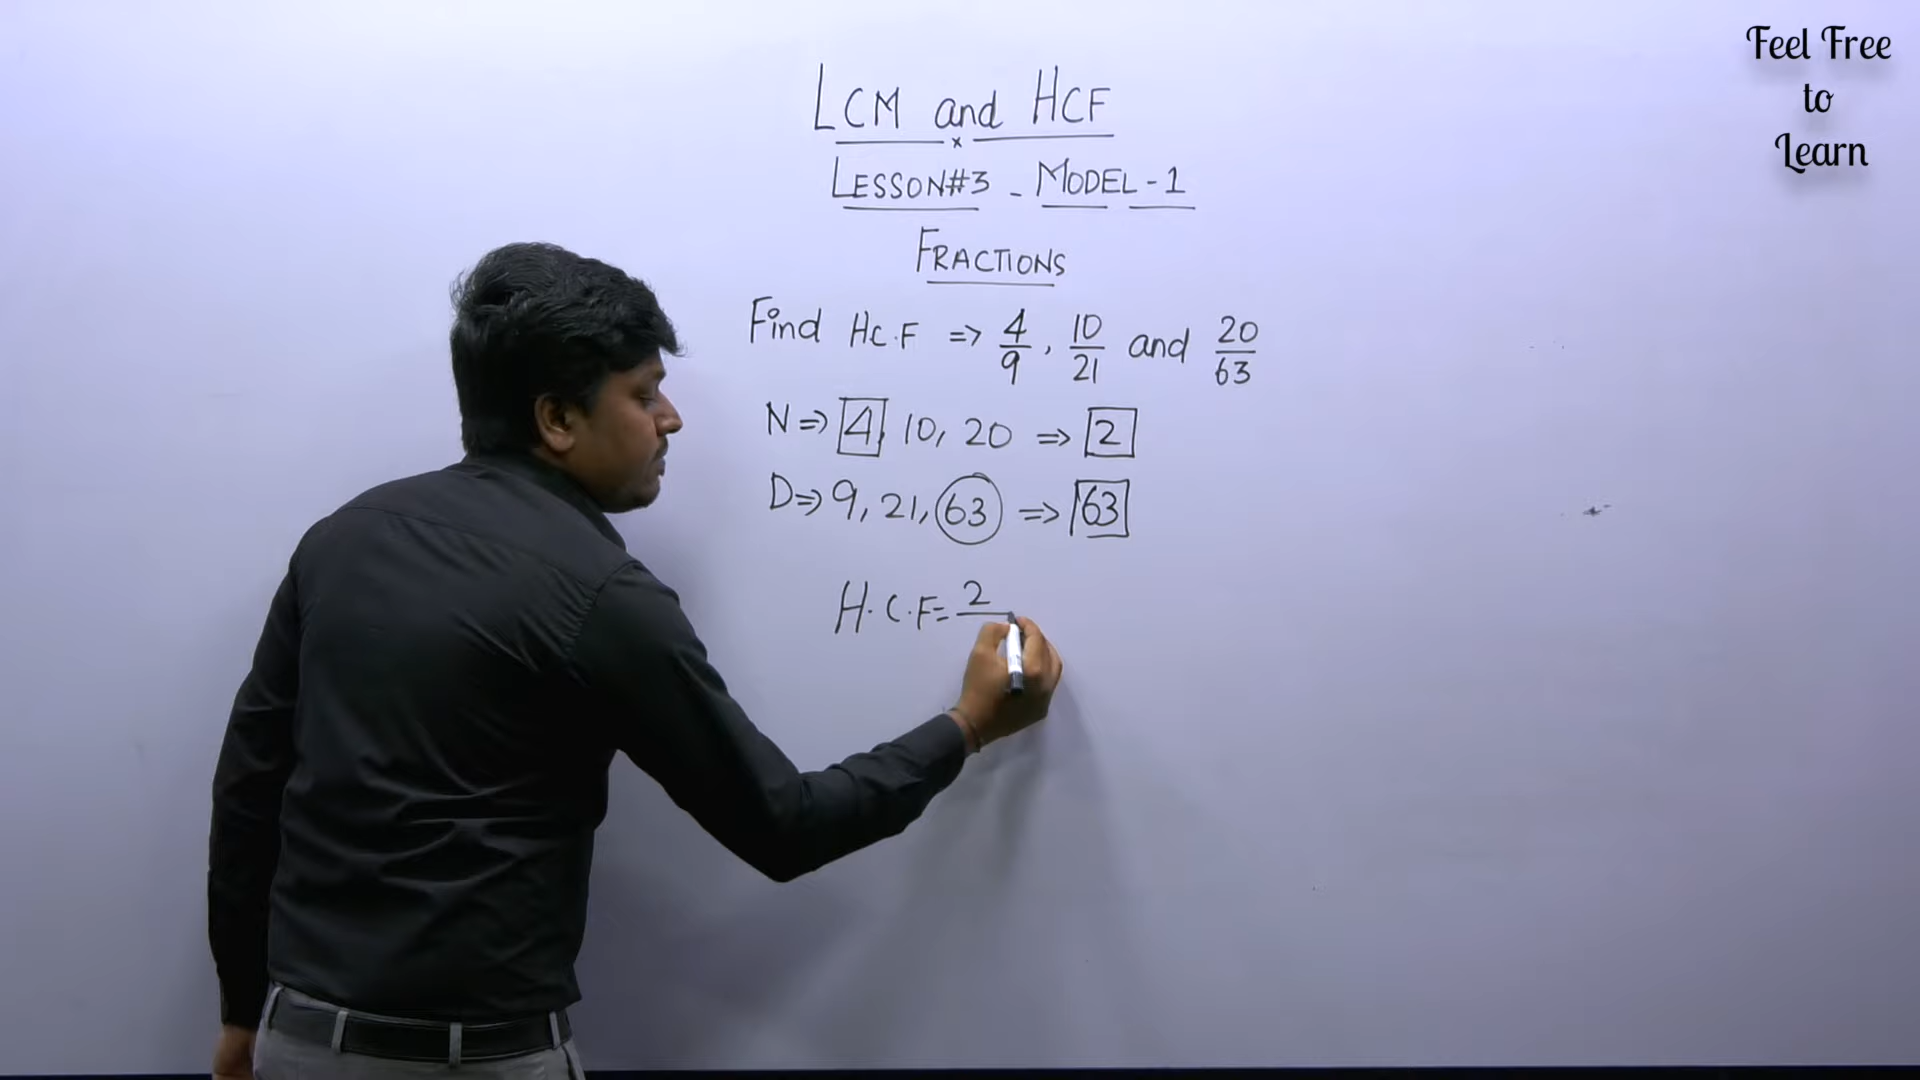 Feel Free
to
Learn
LCM and HCF
LESSON#3 - MODEL-1
FRACTIONS
Find HC.F => 4/9, 10/21 and 20/63
N => 4, 10, 20 => 2
D => 9, 21, 63 => 63
H.C.F = 2